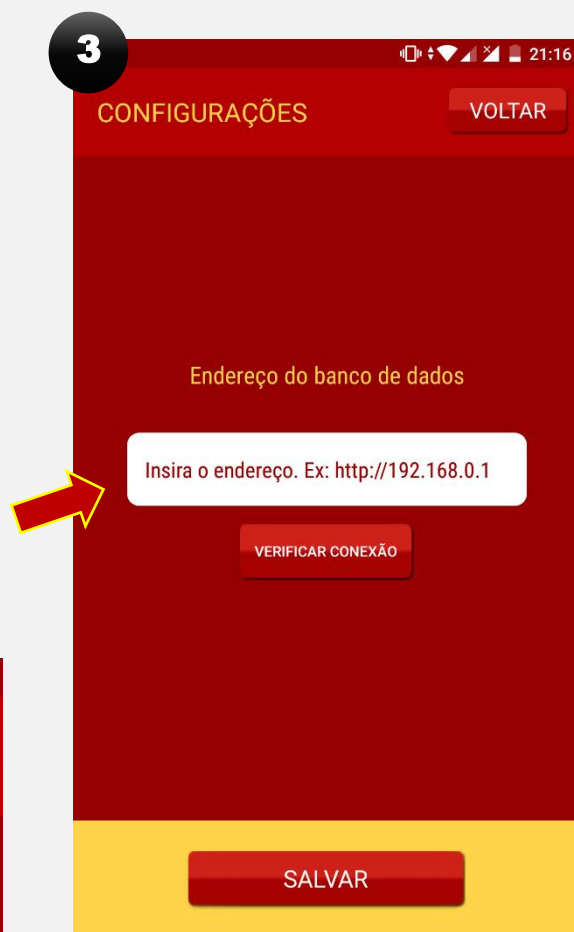 3
21:16
CONFIGURAÇÕES
VOLTAR
Endereço do banco de dados
Insira o endereço. Ex: http://192.168.0.1
VERIFICAR CONEXÃO
SALVAR